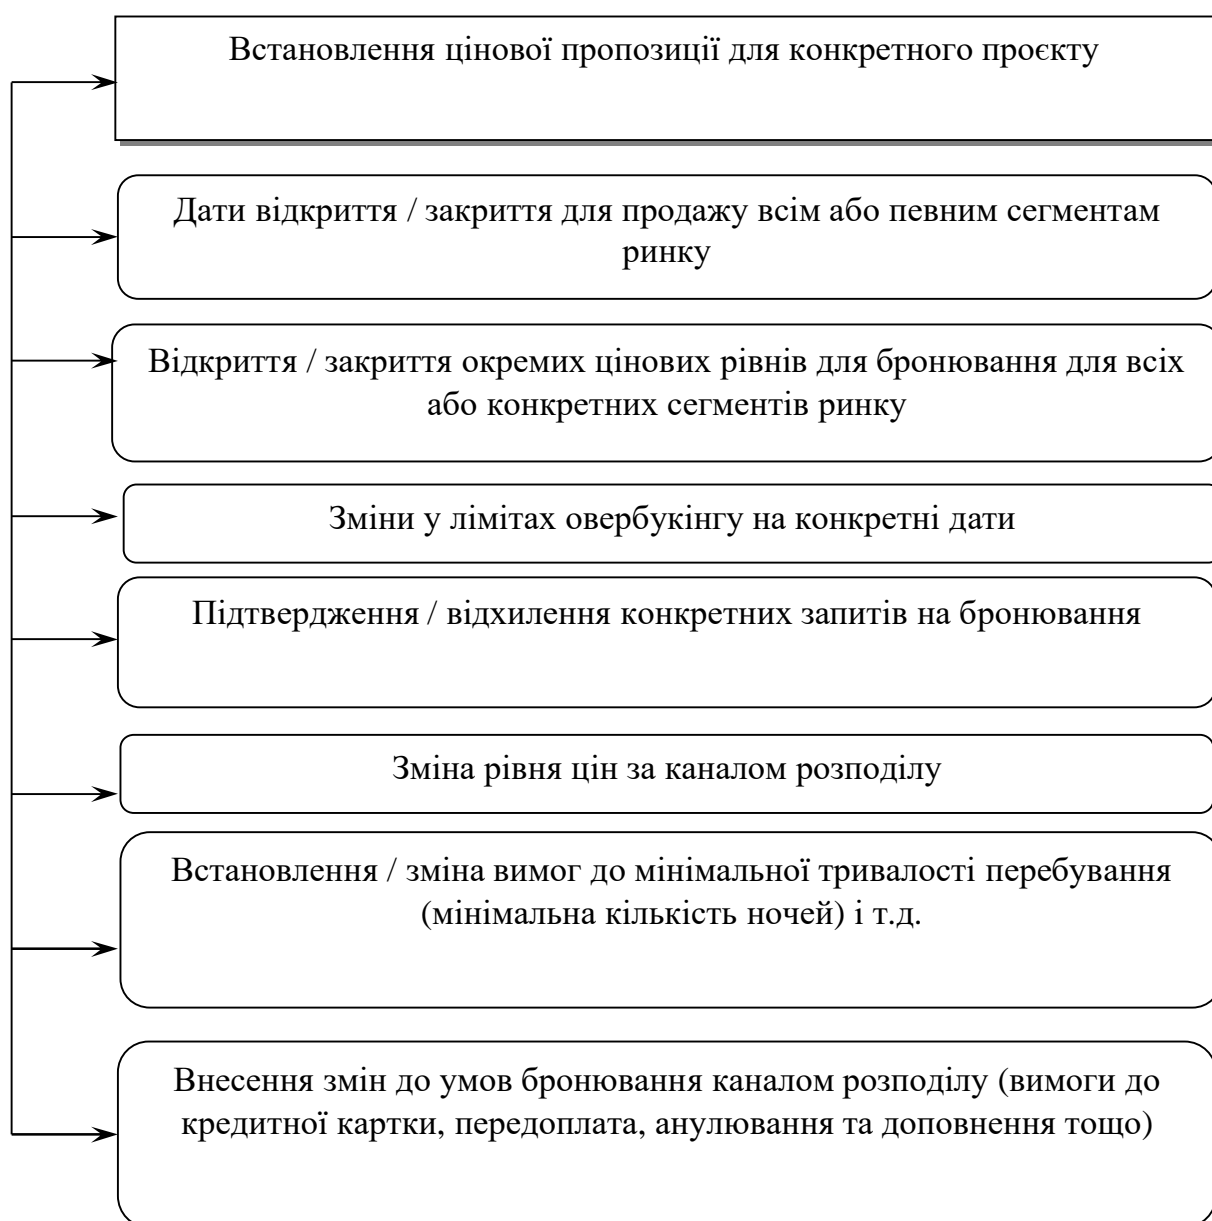 Встановлення цінової пропозиції для конкретного проєкту
Дати відкриття / закриття для продажу всім або певним сегментам
ринку
Відкриття / закриття окремих цінових рівнів для бронювання для всіх
або конкретних сегментів ринку
Зміни у лімітах овербукінгу на конкретні дати
Підтвердження / відхилення конкретних запитів на бронювання
Зміна рівня цін за каналом розподілу
Встановлення / зміна вимог до мінімальної тривалості перебування
(мінімальна кількість ночей) і т.д.
Внесення змін до умов бронювання каналом розподілу (вимоги до
кредитної картки, передоплата, анулювання та доповнення тощо)